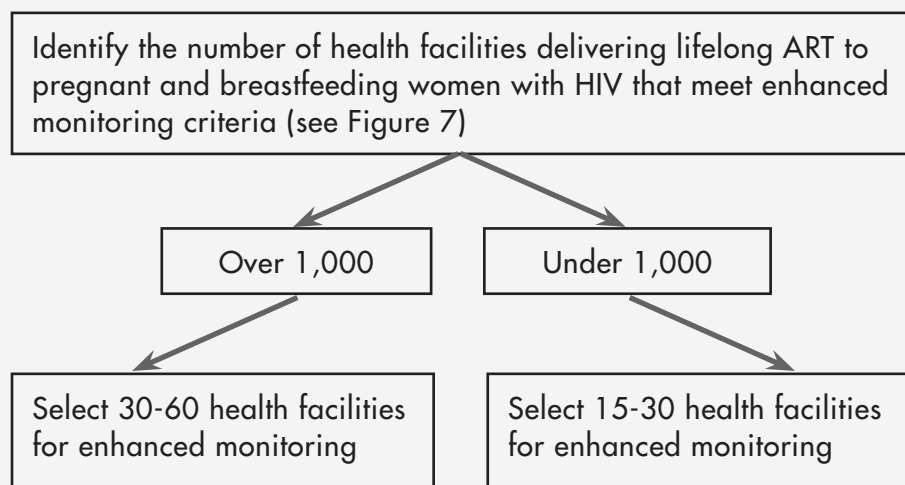 Identify the number of health facilities delivering lifelong ART to
pregnant and breastfeeding women with HIV that meet enhanced
monitoring criteria (see Figure 7)
Over 1,000
Under 1,000
Select 30-60 health facilities
for enhanced monitoring
Select 15-30 health facilities
for enhanced monitoring